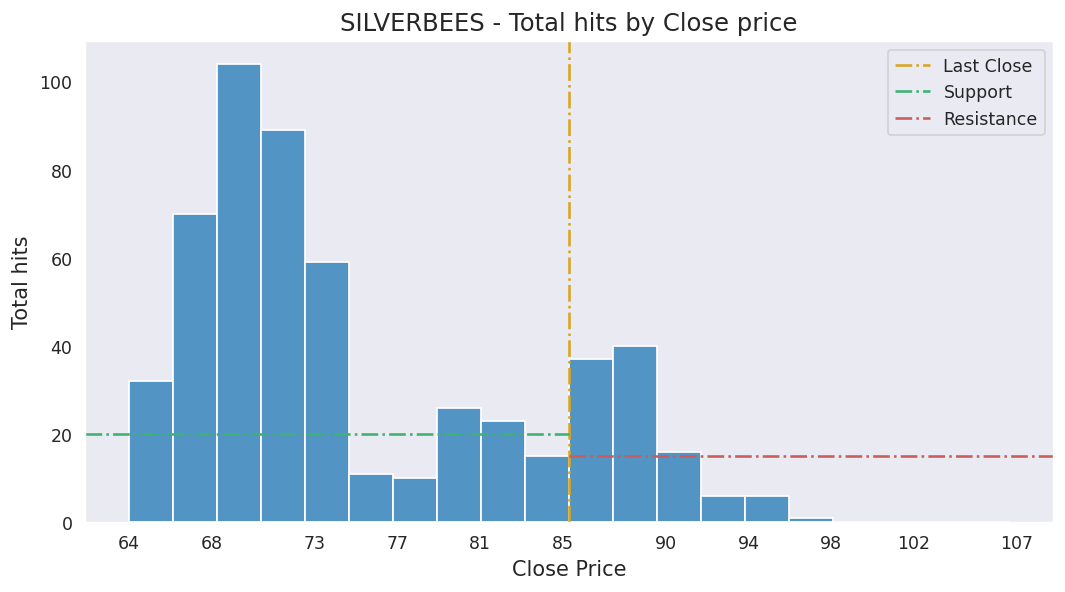 SILVERBEES - Total hits by Close price
Last Close
Support
Resistance
Total hits
100
80
60
40
20
0
64 68 73 77 81 85 90 94 98 102 107
Close Price